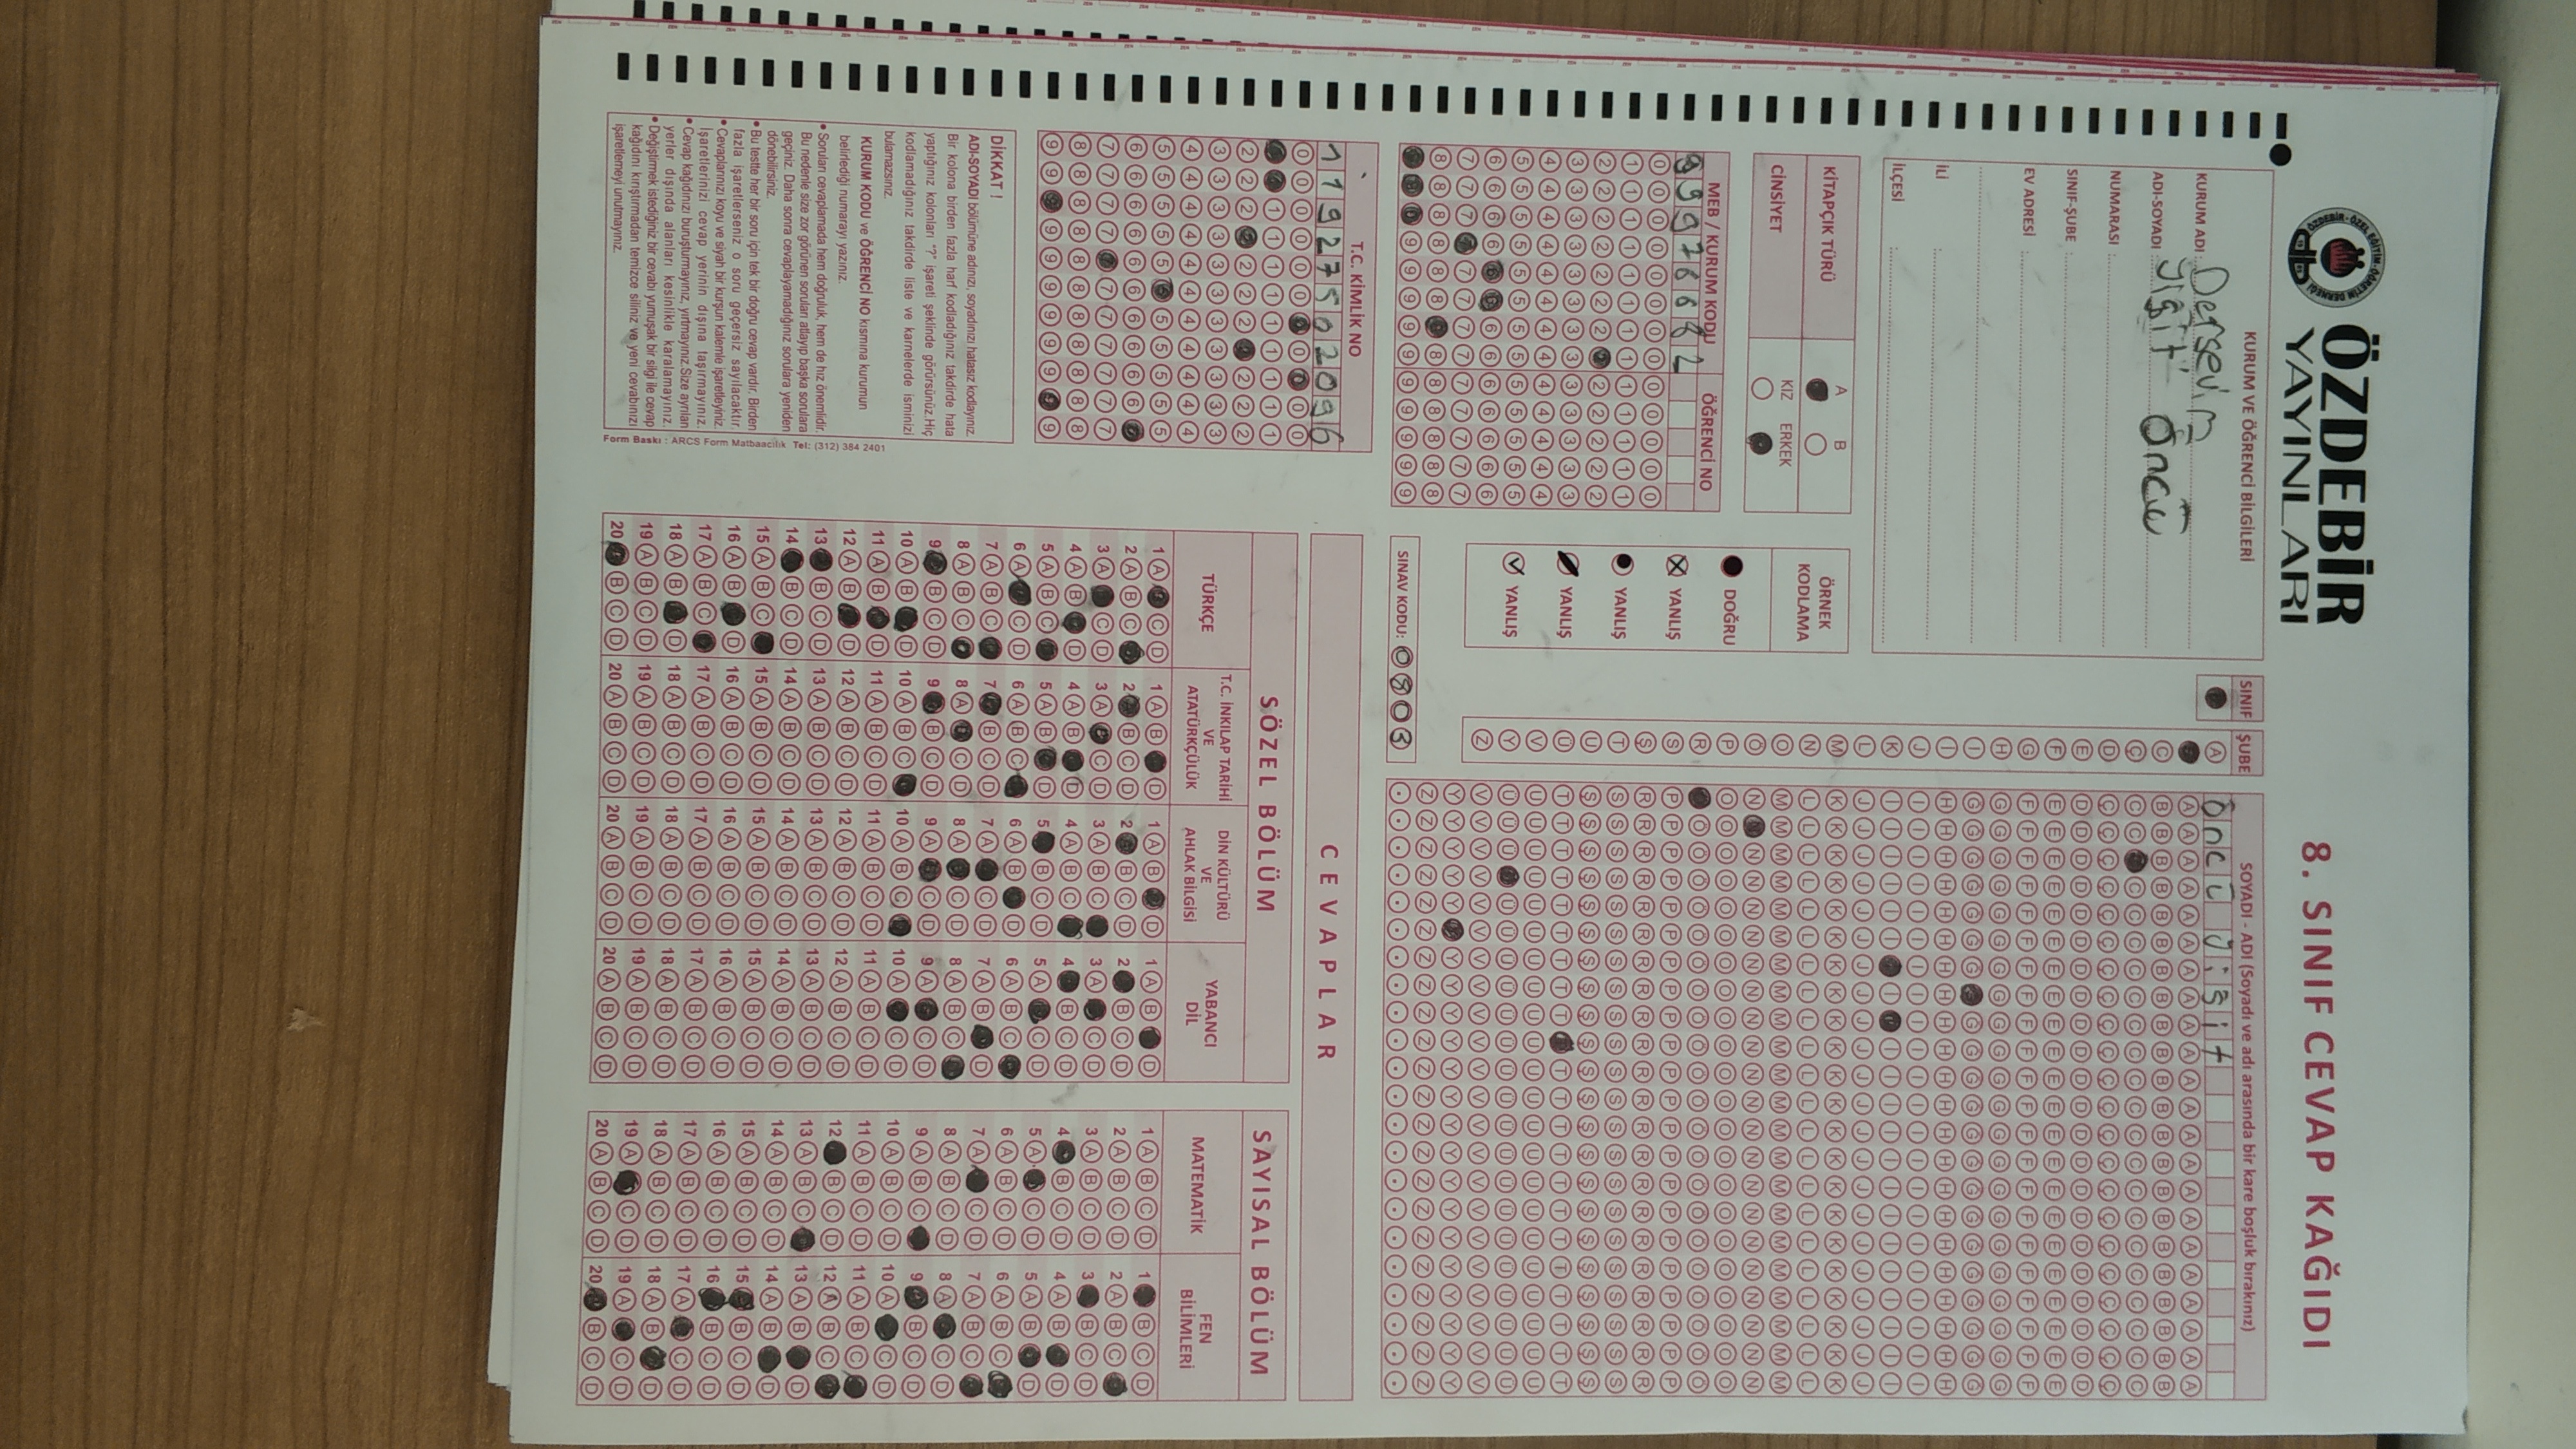 ÖZDEBİR
YAYINLARI
8. SINIF CEVAP KAĞIDI
KURUM VE ÖĞRENCİ BİLGİLERİ
KURUM ADI : Dersevim
ADI-SOYADI : Yiğit Öncü
NUMARASI :
SINIF-ŞUBE :
EV ADRESİ :
İLİ :
İLÇESİ :
SINIF
ŞUBE
SOYADI - ADI (Soyadı ve adı arasında bir kare boşluk bırakınız)
Öncü Yiğit
KİTAPÇIK TÜRÜ A B
CİNSİYET KIZ ERKEK
ÖRNEK KODLAMA
DOĞRU
YANLIŞ
YANLIŞ
YANLIŞ
YANLIŞ
MEB / KURUM KODU
99976682
ÖĞRENCİ NO
SINAV KODU:
T.C. KİMLİK NO
11927502096
DİKKAT !
ADI-SOYADI bölümüne adınızı, soyadınızı hatasız kodlayınız.
Bir kolona birden fazla harf kodladığınız takdirde hata
yaptığınız kolonları "?" işareti şeklinde görürsünüz.Hiç
kodlamadığınız takdirde liste ve karnelerde isminizi
bulamazsınız.
KURUM KODU ve ÖĞRENCİ NO kısmına kurumun
belirlediği numarayı yazınız.
• Soruları cevaplamada hem doğruluk, hem de hız önemlidir.
Bu nedenle size zor görünen soruları atlayıp başka sorulara
geçiniz. Daha sonra cevaplayamadığınız sorulara yeniden
dönebilirsiniz.
• Bu testte her bir soru için tek bir doğru cevap vardır. Birden
fazla işaretlerseniz o soru geçersiz sayılacaktır.
• Cevaplarınızı koyu ve siyah bir kurşun kalemle işaretleyiniz.
İşaretlerinizi cevap yerinin dışına taşırmayınız.
• Cevap kağıdınızı buruşturmayınız, yırtmayınız.Size ayrılan
yerler dışında alanları kesinlikle karalamayınız.
• Değiştirmek istediğiniz bir cevabı yumuşak bir silgi ile cevap
kağıdını kırıştırmadan temizce siliniz ve yeni cevabınızı
işaretlemeyi unutmayınız.
Form Baskı : ARCS Form Matbaacılık Tel: (312) 384 2401
CEVAPLAR
SÖZEL BÖLÜM
SAYISAL BÖLÜM
TÜRKÇE
T.C. İNKILAP TARİHİ VE ATATÜRKÇÜLÜK
DİN KÜLTÜRÜ VE AHLAK BİLGİSİ
YABANCI DİL
MATEMATİK
FEN BİLİMLERİ